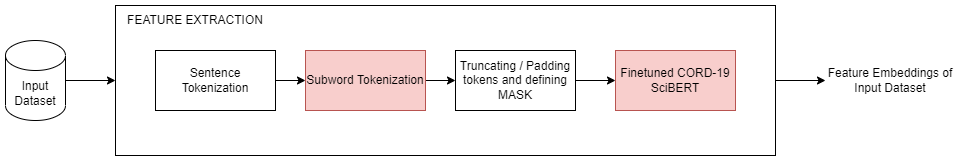 FEATURE EXTRACTION
Input
Dataset
Sentence
Tokenization
Subword Tokenization
Truncating / Padding
tokens and defining
MASK
Finetuned CORD-19
SciBERT
Feature Embeddings of
Input Dataset